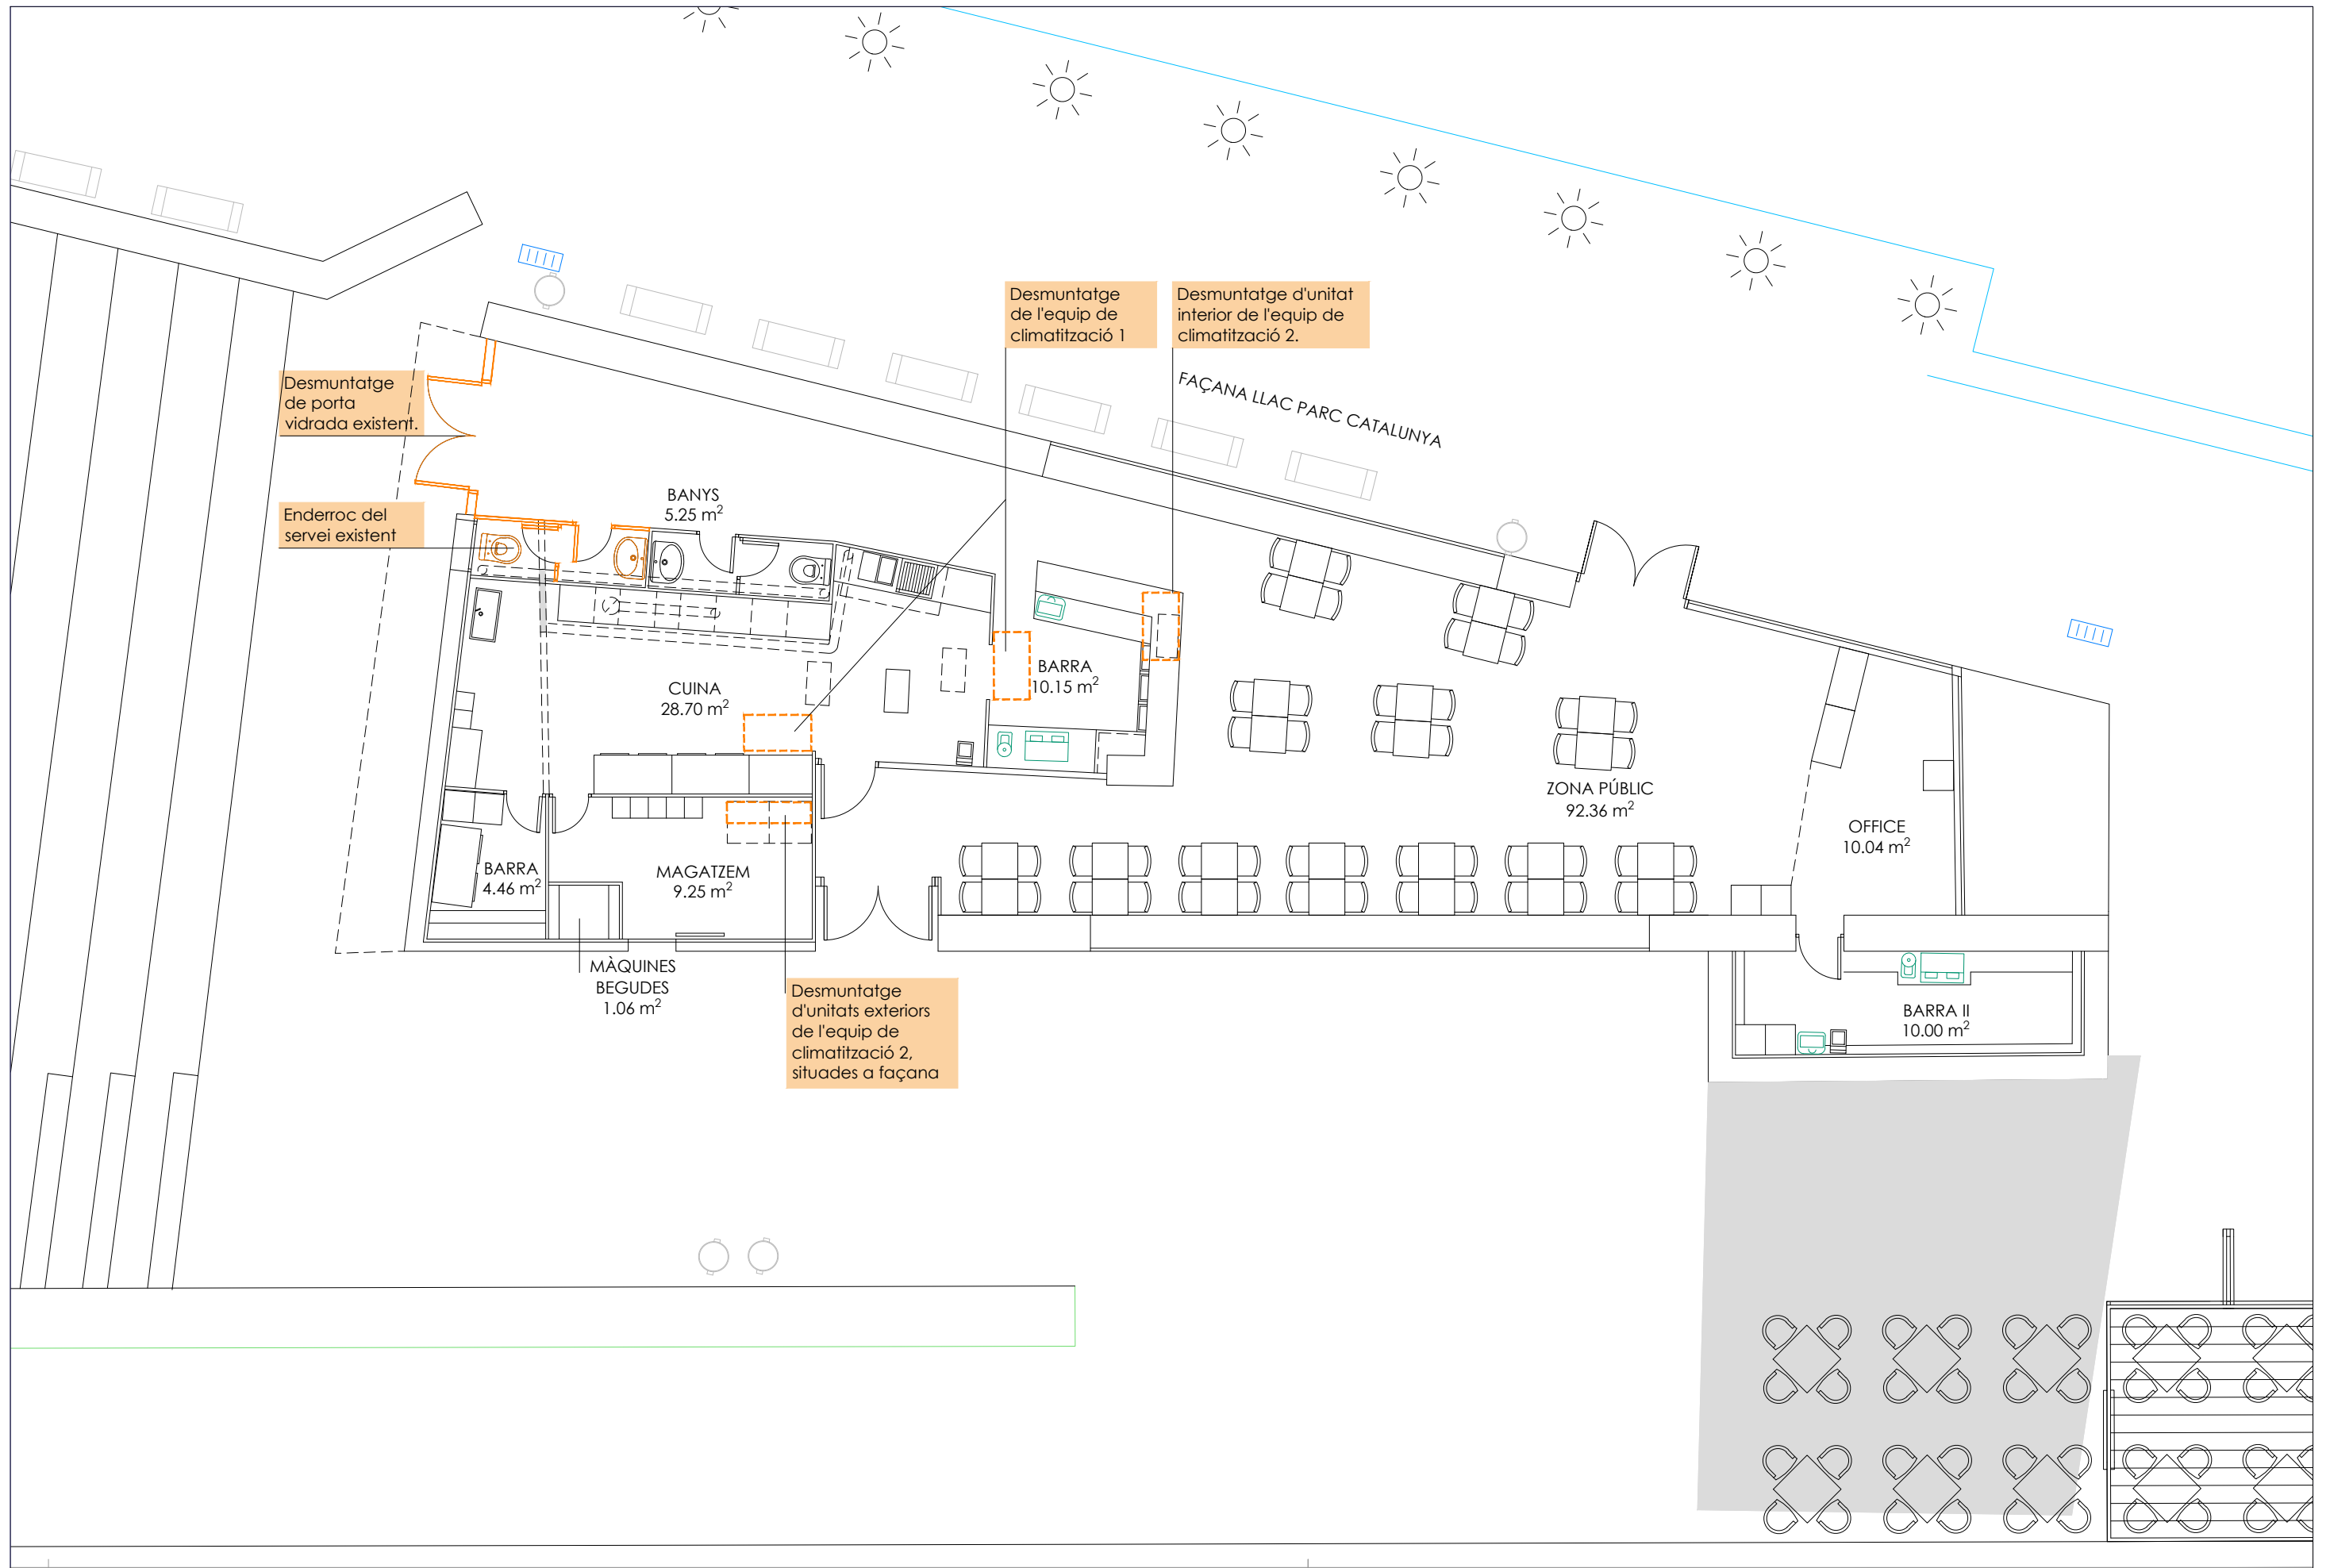 Desmuntatge
de l'equip de
climatització 1
Desmuntatge d'unitat
interior de l'equip de
climatització 2.
FAÇANA LLAC PARC CATALUNYA
Desmuntatge
de porta
vidrada existent.
Enderroc del
servei existent
BANYS
5.25 m²
CUINA
28.70 m²
BARRA
10.15 m²
ZONA PÚBLIC
92.36 m²
OFFICE
10.04 m²
BARRA
4.46 m²
MAGATZEM
9.25 m²
MÀQUINES
BEGUDES
1.06 m²
Desmuntatge
d'unitats exteriors
de l'equip de
climatització 2,
situades a façana
BARRA II
10.00 m²